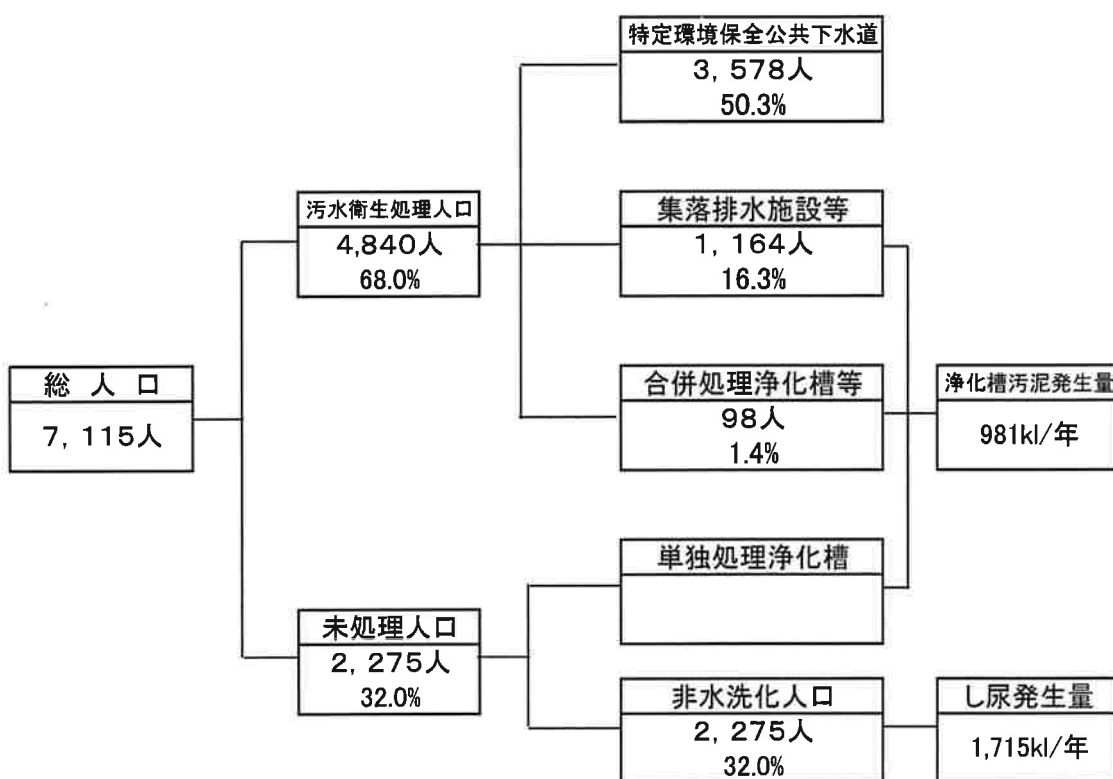 特定環境保全公共下水道
3,578人
50.3%
汚水衛生処理人口
4,840人
68.0%
集落排水施設等
1,164人
16.3%
総人口
7,115人
合併処理浄化槽等
98人
1.4%
浄化槽汚泥発生量
981kl/年
単独処理浄化槽
未処理人口
2,275人
32.0%
非水洗化人口
2,275人
32.0%
し尿発生量
1,715kl/年